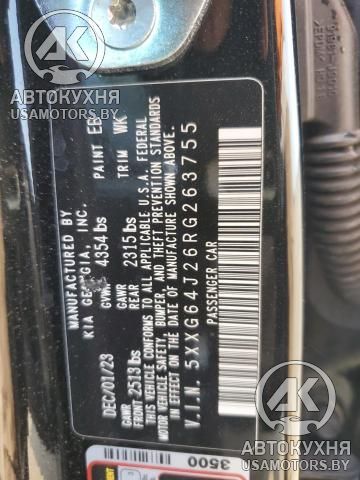 MANUFACTURED BY
KIA GEORGIA, INC.
DEC/01/23 GVWR 4354 lbs PAINT EB
GAWR FRONT 2513 lbs GAWR REAR 2315 lbs TRIM WK
THIS VEHICLE CONFORMS TO ALL APPLICABLE U.S.A. FEDERAL
MOTOR VEHICLE SAFETY, BUMPER, AND THEFT PREVENTION STANDARDS
IN EFFECT ON THE DATE OF MANUFACTURE SHOWN ABOVE.
V.I.N. 5XXG64J26RG263755
PASSENGER CAR
3500
АВТОКУХНЯ
USAMOTORS.BY
АВТОКУХНЯ
USAMOTORS.BY